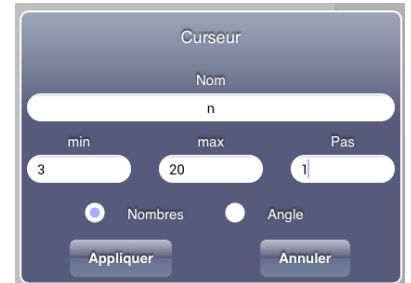 Curseur
Nom
n
min max Pas
3 20 1
Nombres Angle
Appliquer Annuler